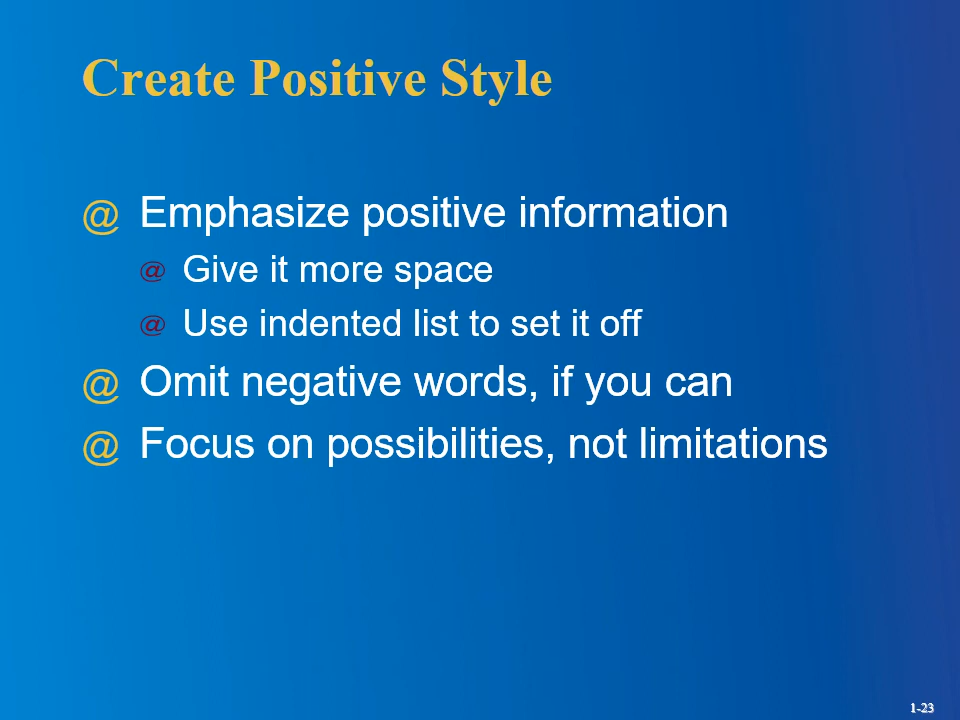 Create Positive Style
@ Emphasize positive information
@ Give it more space
@ Use indented list to set it off
@ Omit negative words, if you can
@ Focus on possibilities, not limitations
1-23